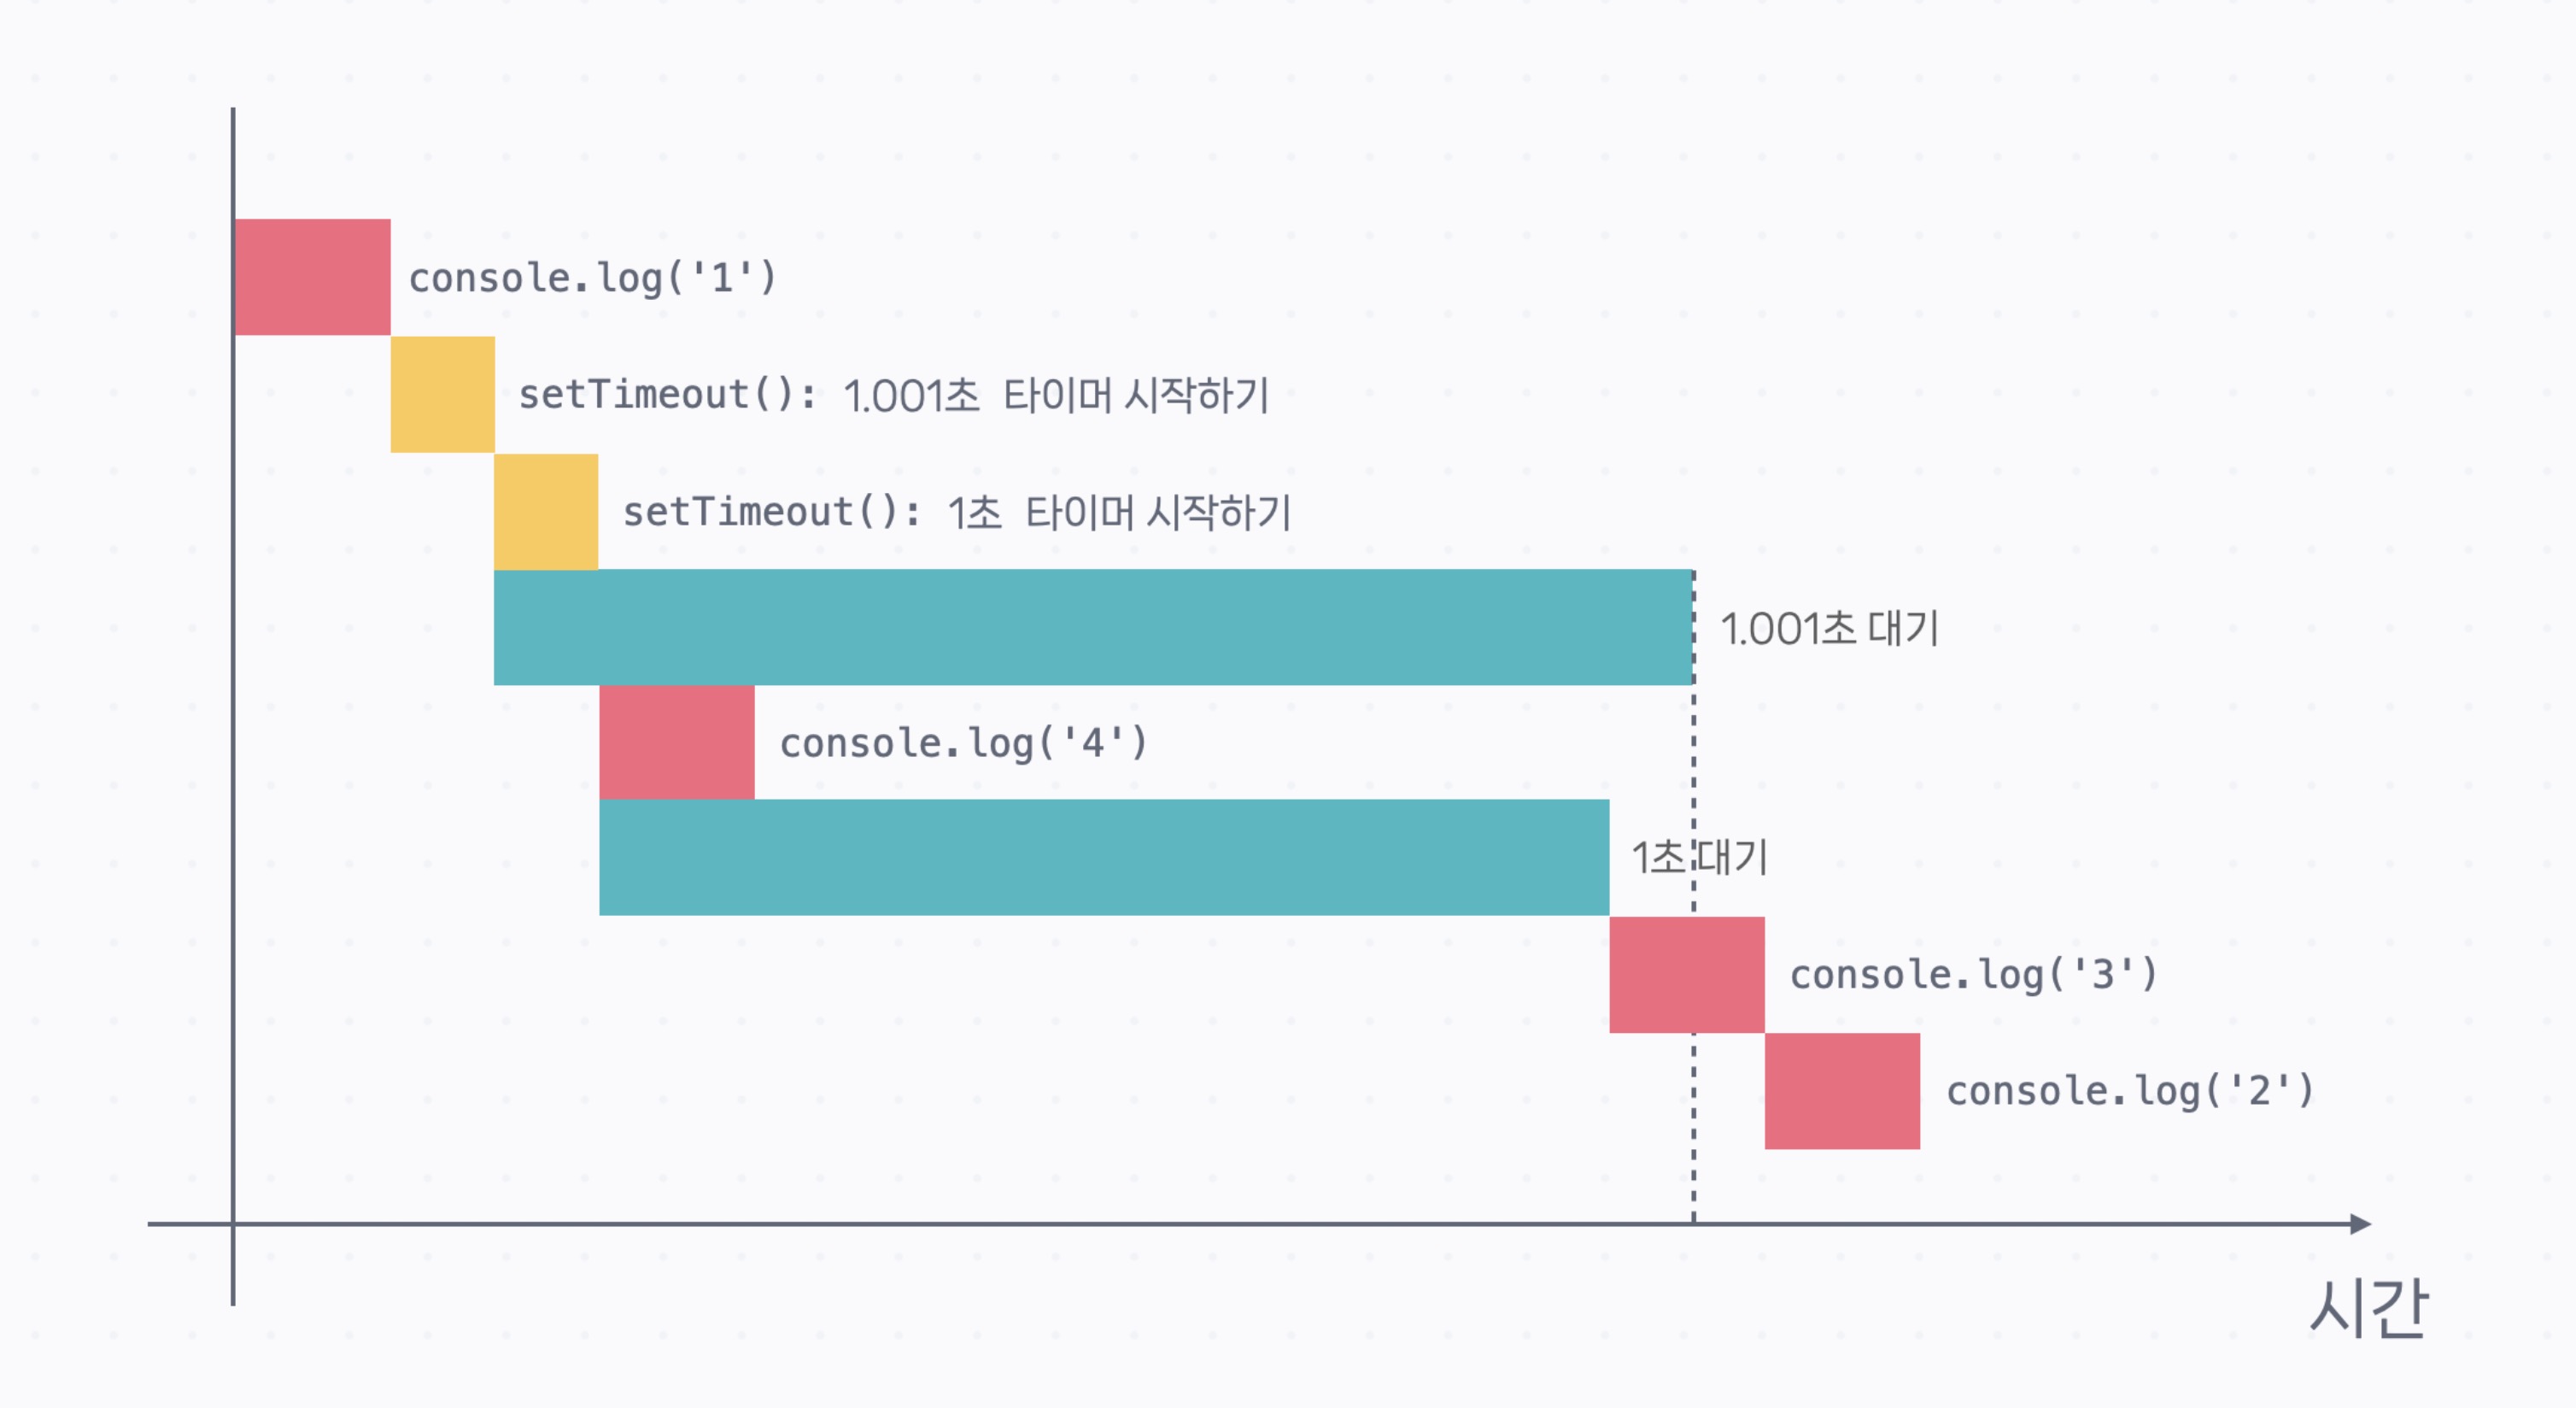 console.log('1')
setTimeout(): 1.001초 타이머 시작하기
setTimeout(): 1초 타이머 시작하기
1.001초 대기
console.log('4')
1초 대기
console.log('3')
console.log('2')
시간